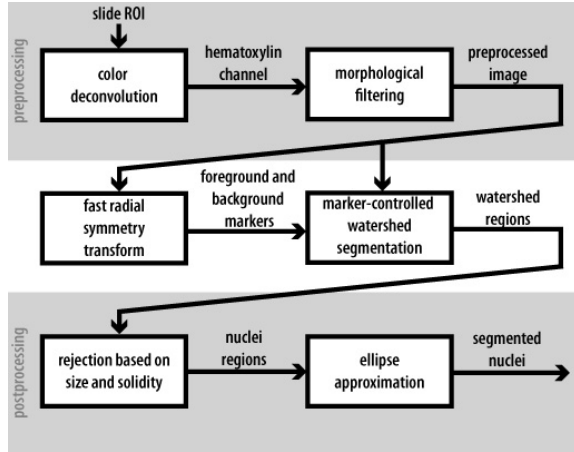 slide ROI
preprocessing
color
deconvolution
hematoxylin
channel
morphological
filtering
preprocessed
image
fast radial
symmetry
transform
foreground and
background
markers
marker-controlled
watershed
segmentation
watershed
regions
postprocessing
rejection based on
size and solidity
nuclei
regions
ellipse
approximation
segmented
nuclei